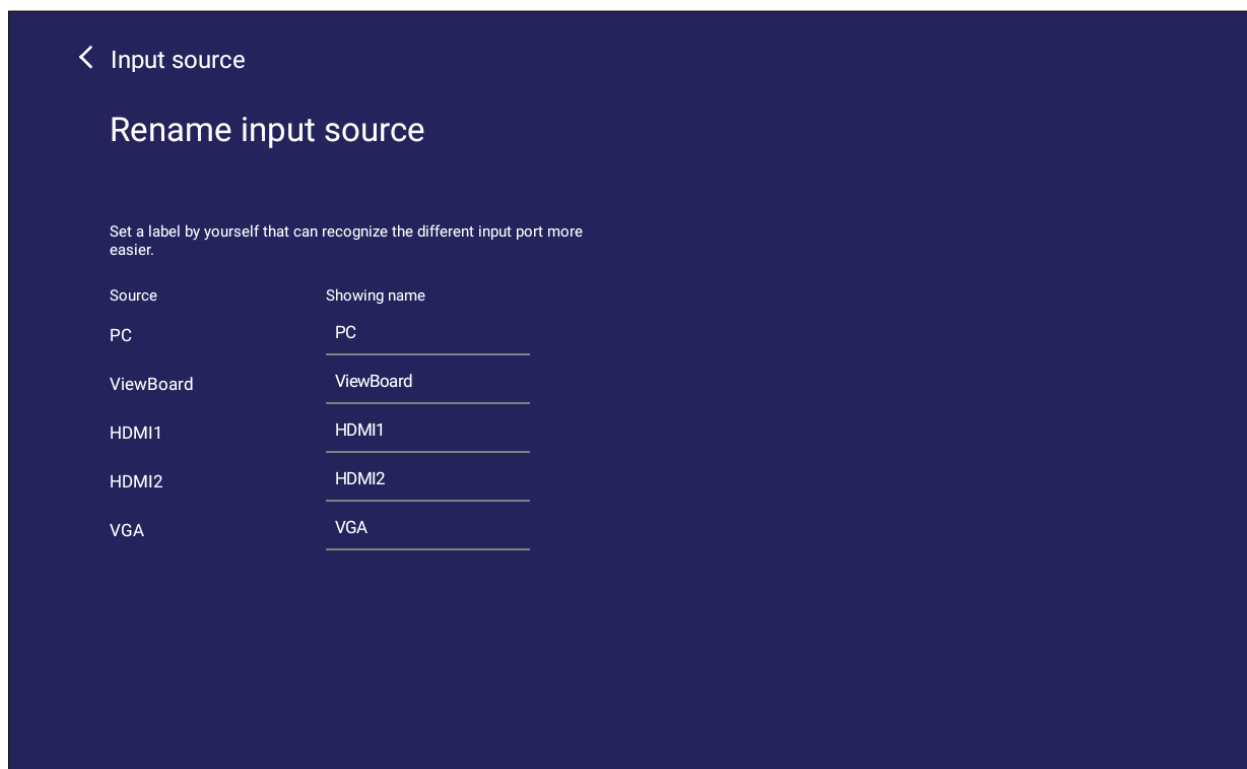 Input source
Rename input source
Set a label by yourself that can recognize the different input port more
easier.
Source Showing name
PC PC
ViewBoard ViewBoard
HDMI1 HDMI1
HDMI2 HDMI2
VGA VGA